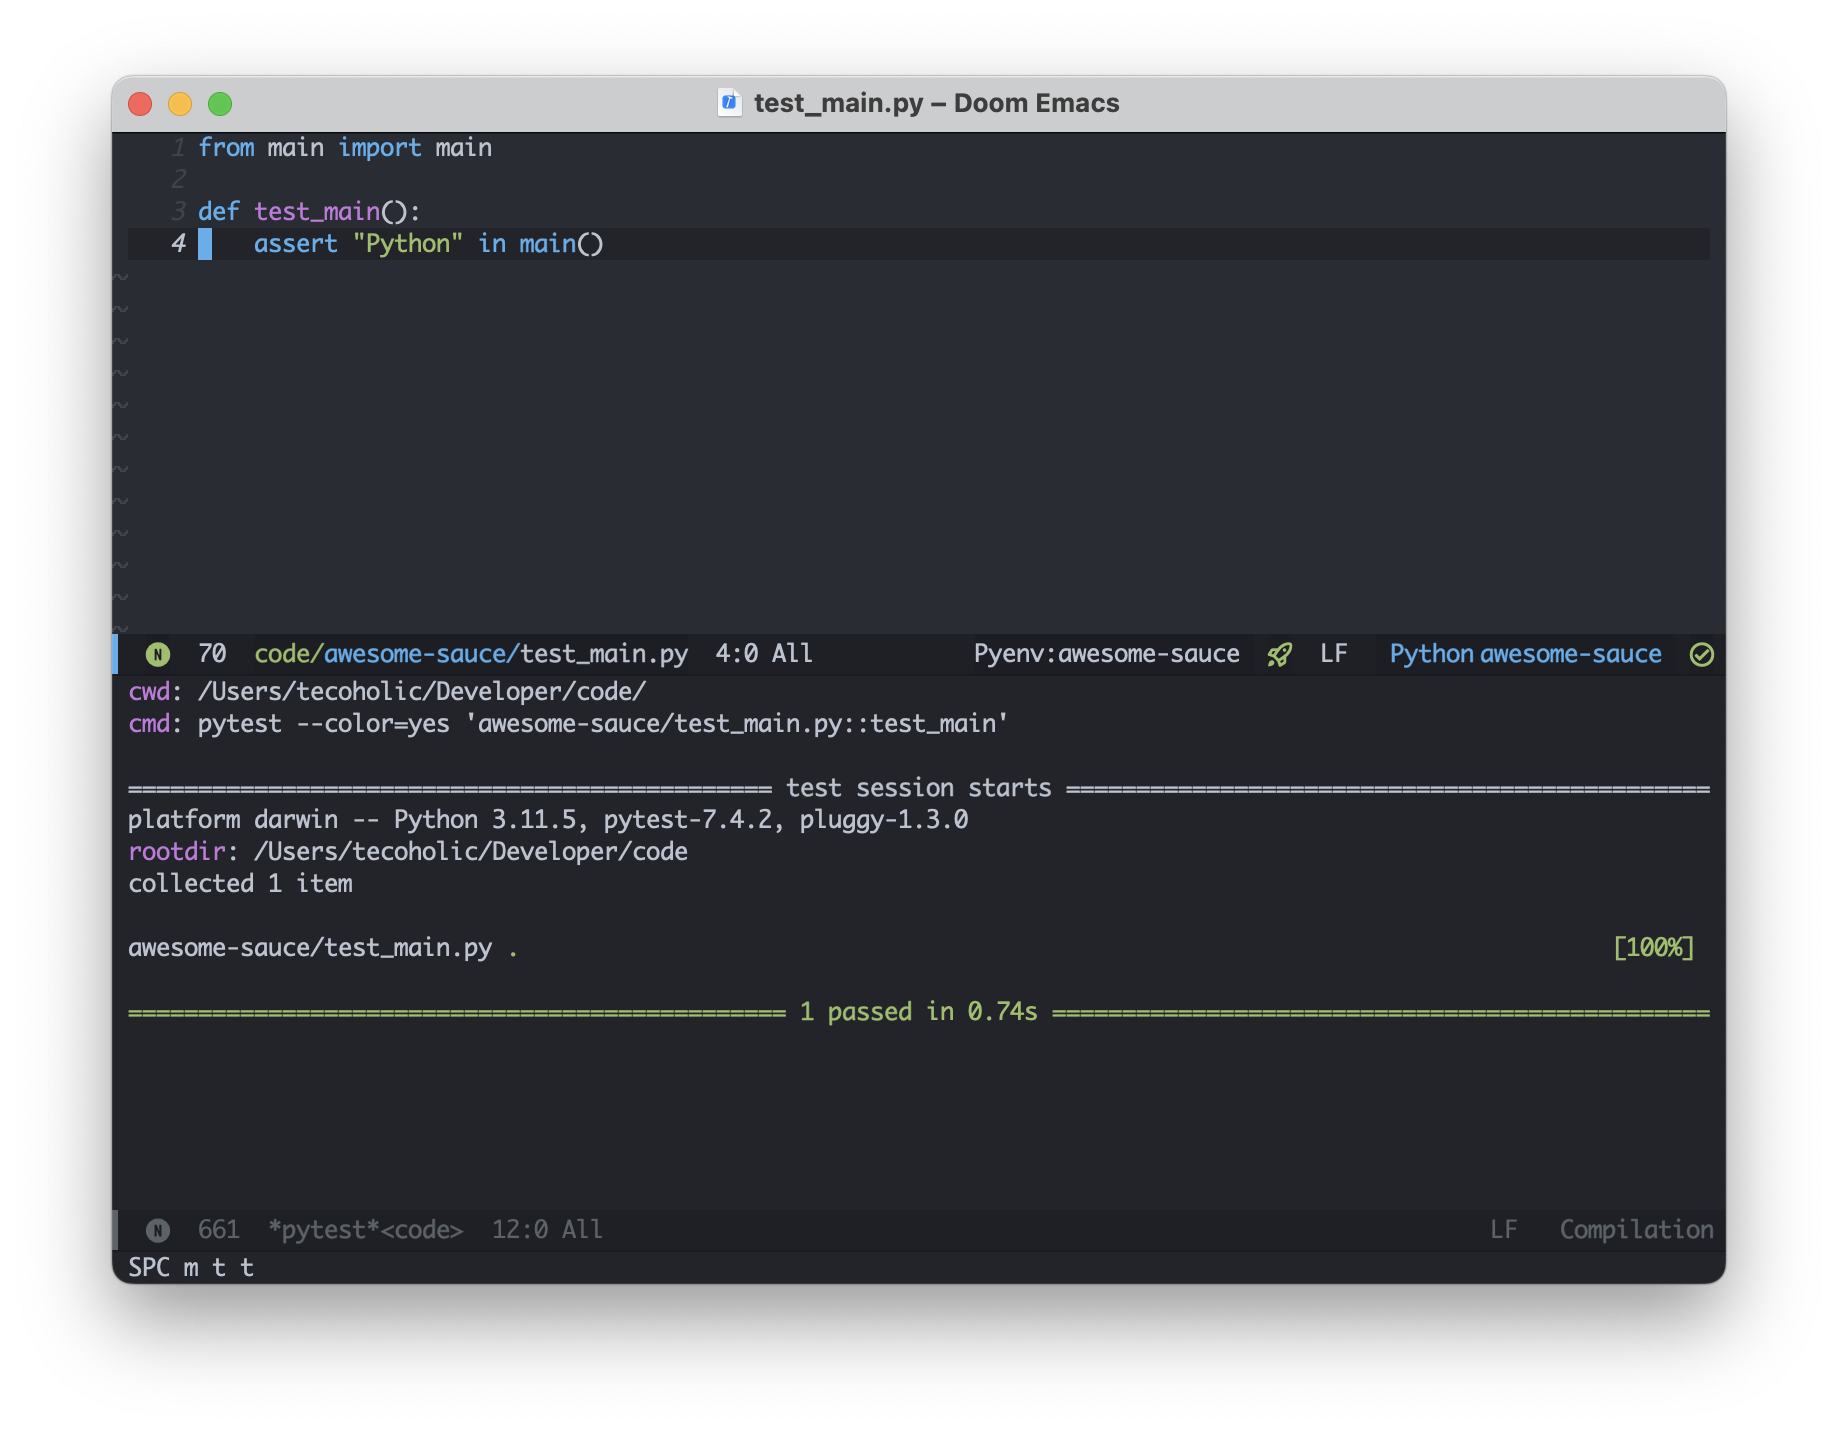 test_main.py – Doom Emacs
1 from main import main
2
3 def test_main():
4     assert "Python" in main()
~
~
~
~
~
~
~
~
~
~
~
~
N 70 code/awesome-sauce/test_main.py 4:0 All Pyenv:awesome-sauce LF Python awesome-sauce
cwd: /Users/tecoholic/Developer/code/
cmd: pytest --color=yes 'awesome-sauce/test_main.py::test_main'
============================================== test session starts ==============================================
platform darwin -- Python 3.11.5, pytest-7.4.2, pluggy-1.3.0
rootdir: /Users/tecoholic/Developer/code
collected 1 item
awesome-sauce/test_main.py . [100%]
=============================================== 1 passed in 0.74s ===============================================
N 661 *pytest*<code> 12:0 All LF Compilation
SPC m t t